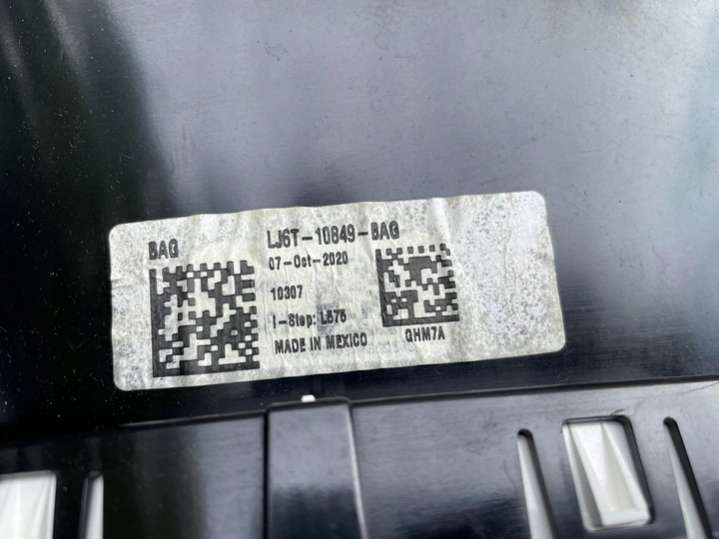 BAG
LJ6T-10849-BAG
07-Oct-2020
10307
I-Step: L575
MADE IN MEXICO
QHM7A